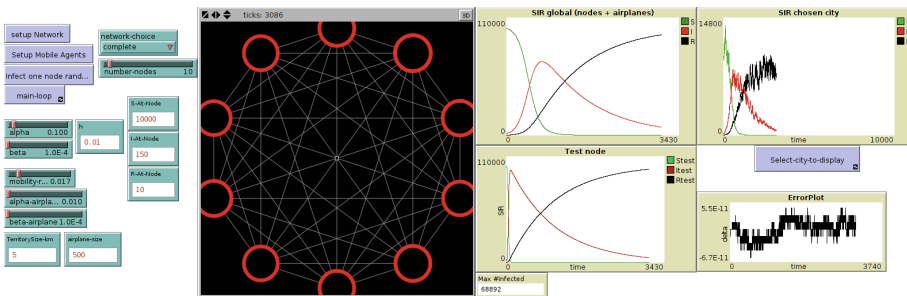 setup Network
Setup Mobile Agents
Infect one node rand...
main-loop
network-choice
complete
number-nodes 10
alpha 0.100
beta 1.0E-4
h
0.01
S-At-Node
10000
I-At-Node
150
R-At-Node
10
mobility-r... 0.017
alpha-airpla... 0.010
beta-airplane 1.0E-4
TerritorySize-km
5
airplane-size
500
ticks: 3086
3D
SIR global (nodes + airplanes)
110000
0
0
3430
S
I
R
SIR chosen city
14800
0
0
time
10000
Test node
110000
SIR
0
0
time
3430
Stest
Itest
Rtest
Max #Infected
68892
Select-city-to-display
ErrorPlot
5.5E-11
delta
-6.7E-11
0
time
3740